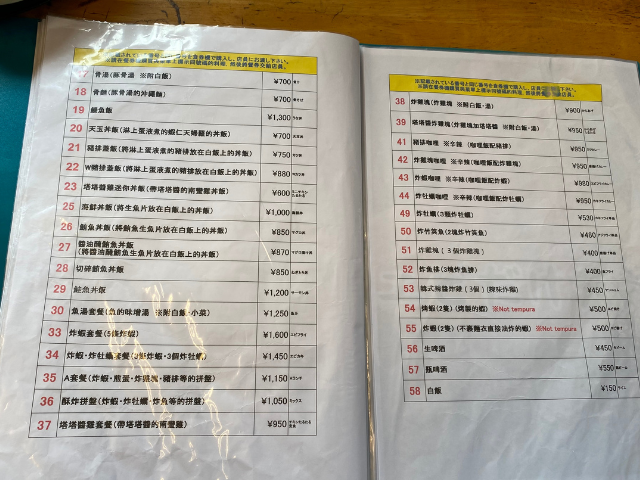 17 骨湯(豚骨湯 ※附白飯) ¥700
18 骨麵(豚骨湯的沖繩麵) ¥700
19 鰻魚飯 ¥1,300
20 天玉丼飯(淋上蛋液煮的蝦仁天婦羅的丼飯) ¥700
21 豬排蓋飯(將淋上蛋液煮的豬排放在白飯上的丼飯) ¥750
22 W豬排蓋飯(將淋上蛋液煮的豬排放在白飯上的丼飯) ¥880
23 塔塔醬雞迷你丼飯(帶塔塔醬的南蠻雞丼飯) ¥600
25 海鮮丼飯(將生魚片放在白飯上的丼飯) ¥1,000
26 鮪魚丼飯(將鮪魚生魚片放在白飯上的丼飯) ¥850
27 醬油醃鮪魚丼飯
(將醬油醃鮪魚生魚片放在白飯上的丼飯) ¥870
28 切碎鮪魚丼飯 ¥850
29 鮭魚丼飯 ¥1,200
30 魚湯套餐(魚的味增湯 ※附白飯·小菜) ¥1,250
33 炸蝦套餐(5條炸蝦) ¥1,600
34 炸蝦·炸牡蠣套餐(3隻炸蝦·3個炸牡蠣) ¥1,450
35 A套餐(炸蝦·煎蛋·炸雞塊·豬排的拼盤) ¥1,150
36 酥炸拼盤(炸蝦·炸牡蠣·炸魚等的拼盤) ¥1,050
37 塔塔醬雞套餐(帶塔塔醬的南蠻雞) ¥950
38 炸雞塊(炸雞塊 ※附白飯·湯) ¥900
39 塔塔醬炸雞塊(炸雞塊加塔塔醬 ※附白飯·湯) ¥950
41 豬排咖哩 ※辛辣 (咖哩飯配豬排) ¥850
42 炸雞塊咖哩 ※辛辣(咖哩飯配炸雞塊) ¥950
43 炸蝦咖哩 ※辛辣 (咖哩飯配炸蝦) ¥880
44 炸牡蠣咖哩 ※辛辣 (咖哩飯配炸牡蠣) ¥850
49 炸牡蠣(3種炸牡蠣) ¥530
50 炸竹筴魚(2塊炸竹筴魚) ¥450
51 炸雞塊 (3個炸雞塊) ¥400
52 炸魚排(3塊炸魚排) ¥400
53 韓式辣醬炸雞 (3個) (辣味炸雞) ¥450
54 烤蝦(2隻)(烤製的蝦) ※Not tempura ¥500
55 炸蝦(2隻)(不裹麵衣直接油炸的蝦) ※Not tempura ¥500
56 生啤酒 ¥450
57 瓶啤酒 ¥550
58 白飯 ¥150